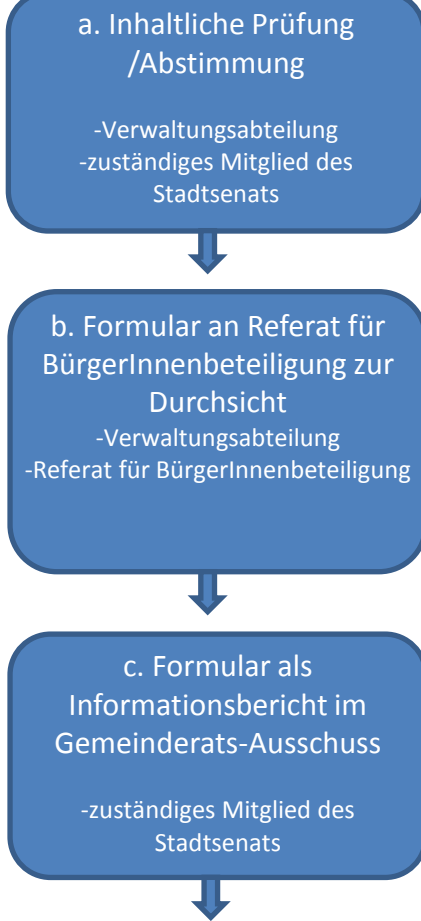 a. Inhaltliche Prüfung
/Abstimmung
-Verwaltungsabteilung
-zuständiges Mitglied des
Stadtsenats
b. Formular an Referat für
BürgerInnenbeteiligung zur
Durchsicht
-Verwaltungsabteilung
-Referat für BürgerInnenbeteiligung
c. Formular als
Informationsbericht im
Gemeinderats-Ausschuss
-zuständiges Mitglied des
Stadtsenats